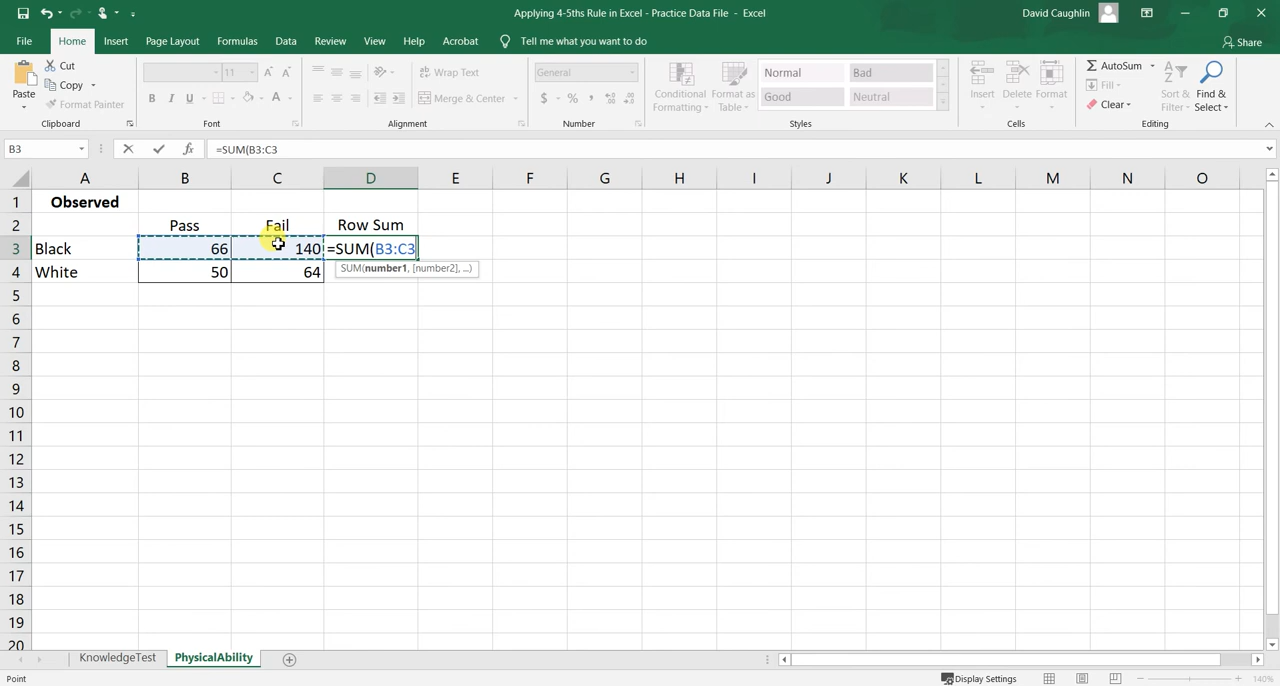 Applying 4-5ths Rule in Excel - Practice Data File - Excel
David Caughlin
File Home Insert Page Layout Formulas Data Review View Help Acrobat Tell me what you want to do Share
Paste Cut Copy Format Painter
Clipboard
11
B I U A
Font
Wrap Text
Merge & Center
Alignment
General
$ %
Number
Conditional Formatting
Format as Table
Normal Bad
Good Neutral
Styles
Insert Delete Format
Cells
AutoSum
Fill
Clear
Sort & Filter
Find & Select
Editing
B3 fx =SUM(B3:C3
A B C D E F G H I J K L M N O
1 Observed
2 Pass Fail Row Sum
3 Black 66 140 =SUM(B3:C3
4 White 50 64 SUM(number1, [number2], ...)
5
6
7
8
9
10
11
12
13
14
15
16
17
18
19
20
KnowledgeTest PhysicalAbility
Point Display Settings 140%